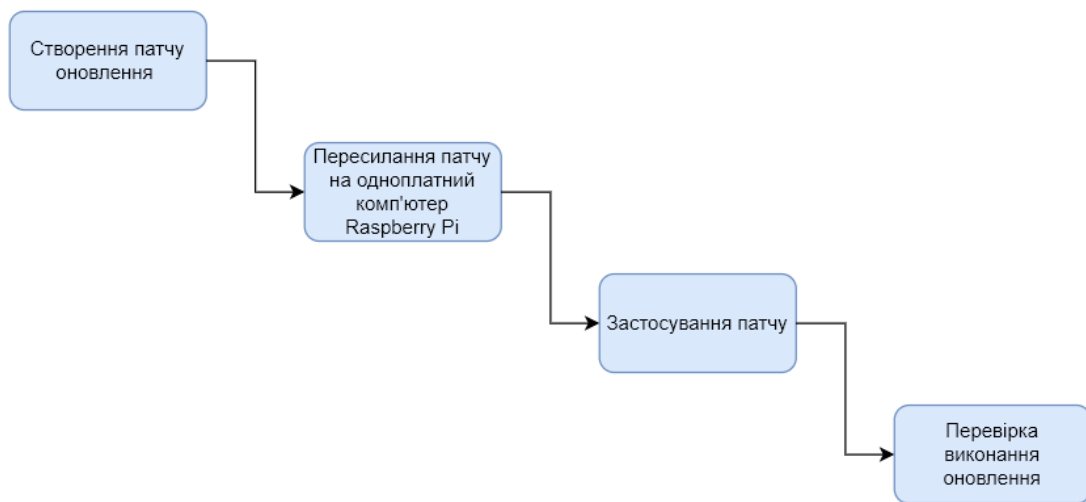 Створення патчу
оновлення
Пересилання патчу
на одноплатний
комп'ютер
Raspberry Pi
Застосування патчу
Перевірка
виконання
оновлення